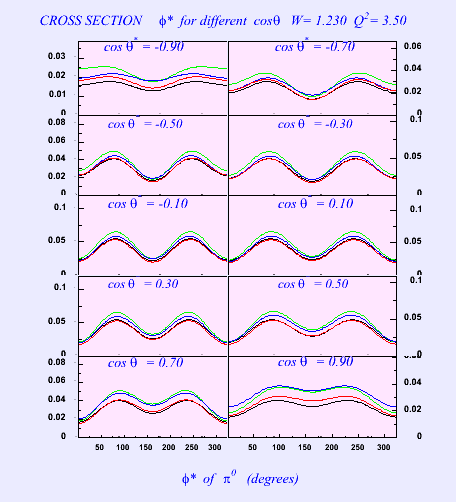 CROSS SECTION ϕ* for different cosθ W= 1.230 Q²= 3.50
cos θ* = -0.90 cos θ* = -0.70
0.03 0.06
0.02 0.04
0.01 0.02
0 0
cos θ = -0.50 cos θ = -0.30
0.08 0.1
0.06
0.04 0.05
0.02
0 0
cos θ = -0.10 cos θ = 0.10
0.1 0.1
0.05 0.05
0 0
cos θ = 0.30 cos θ = 0.50
0.1 0.1
0.05 0.05
0 0
cos θ = 0.70 cos θ = 0.90
0.08
0.06 0.04
0.04
0.02 0.02
0 0
50 100 150 200 250 300 50 100 150 200 250 300
ϕ* of π⁰ (degrees)